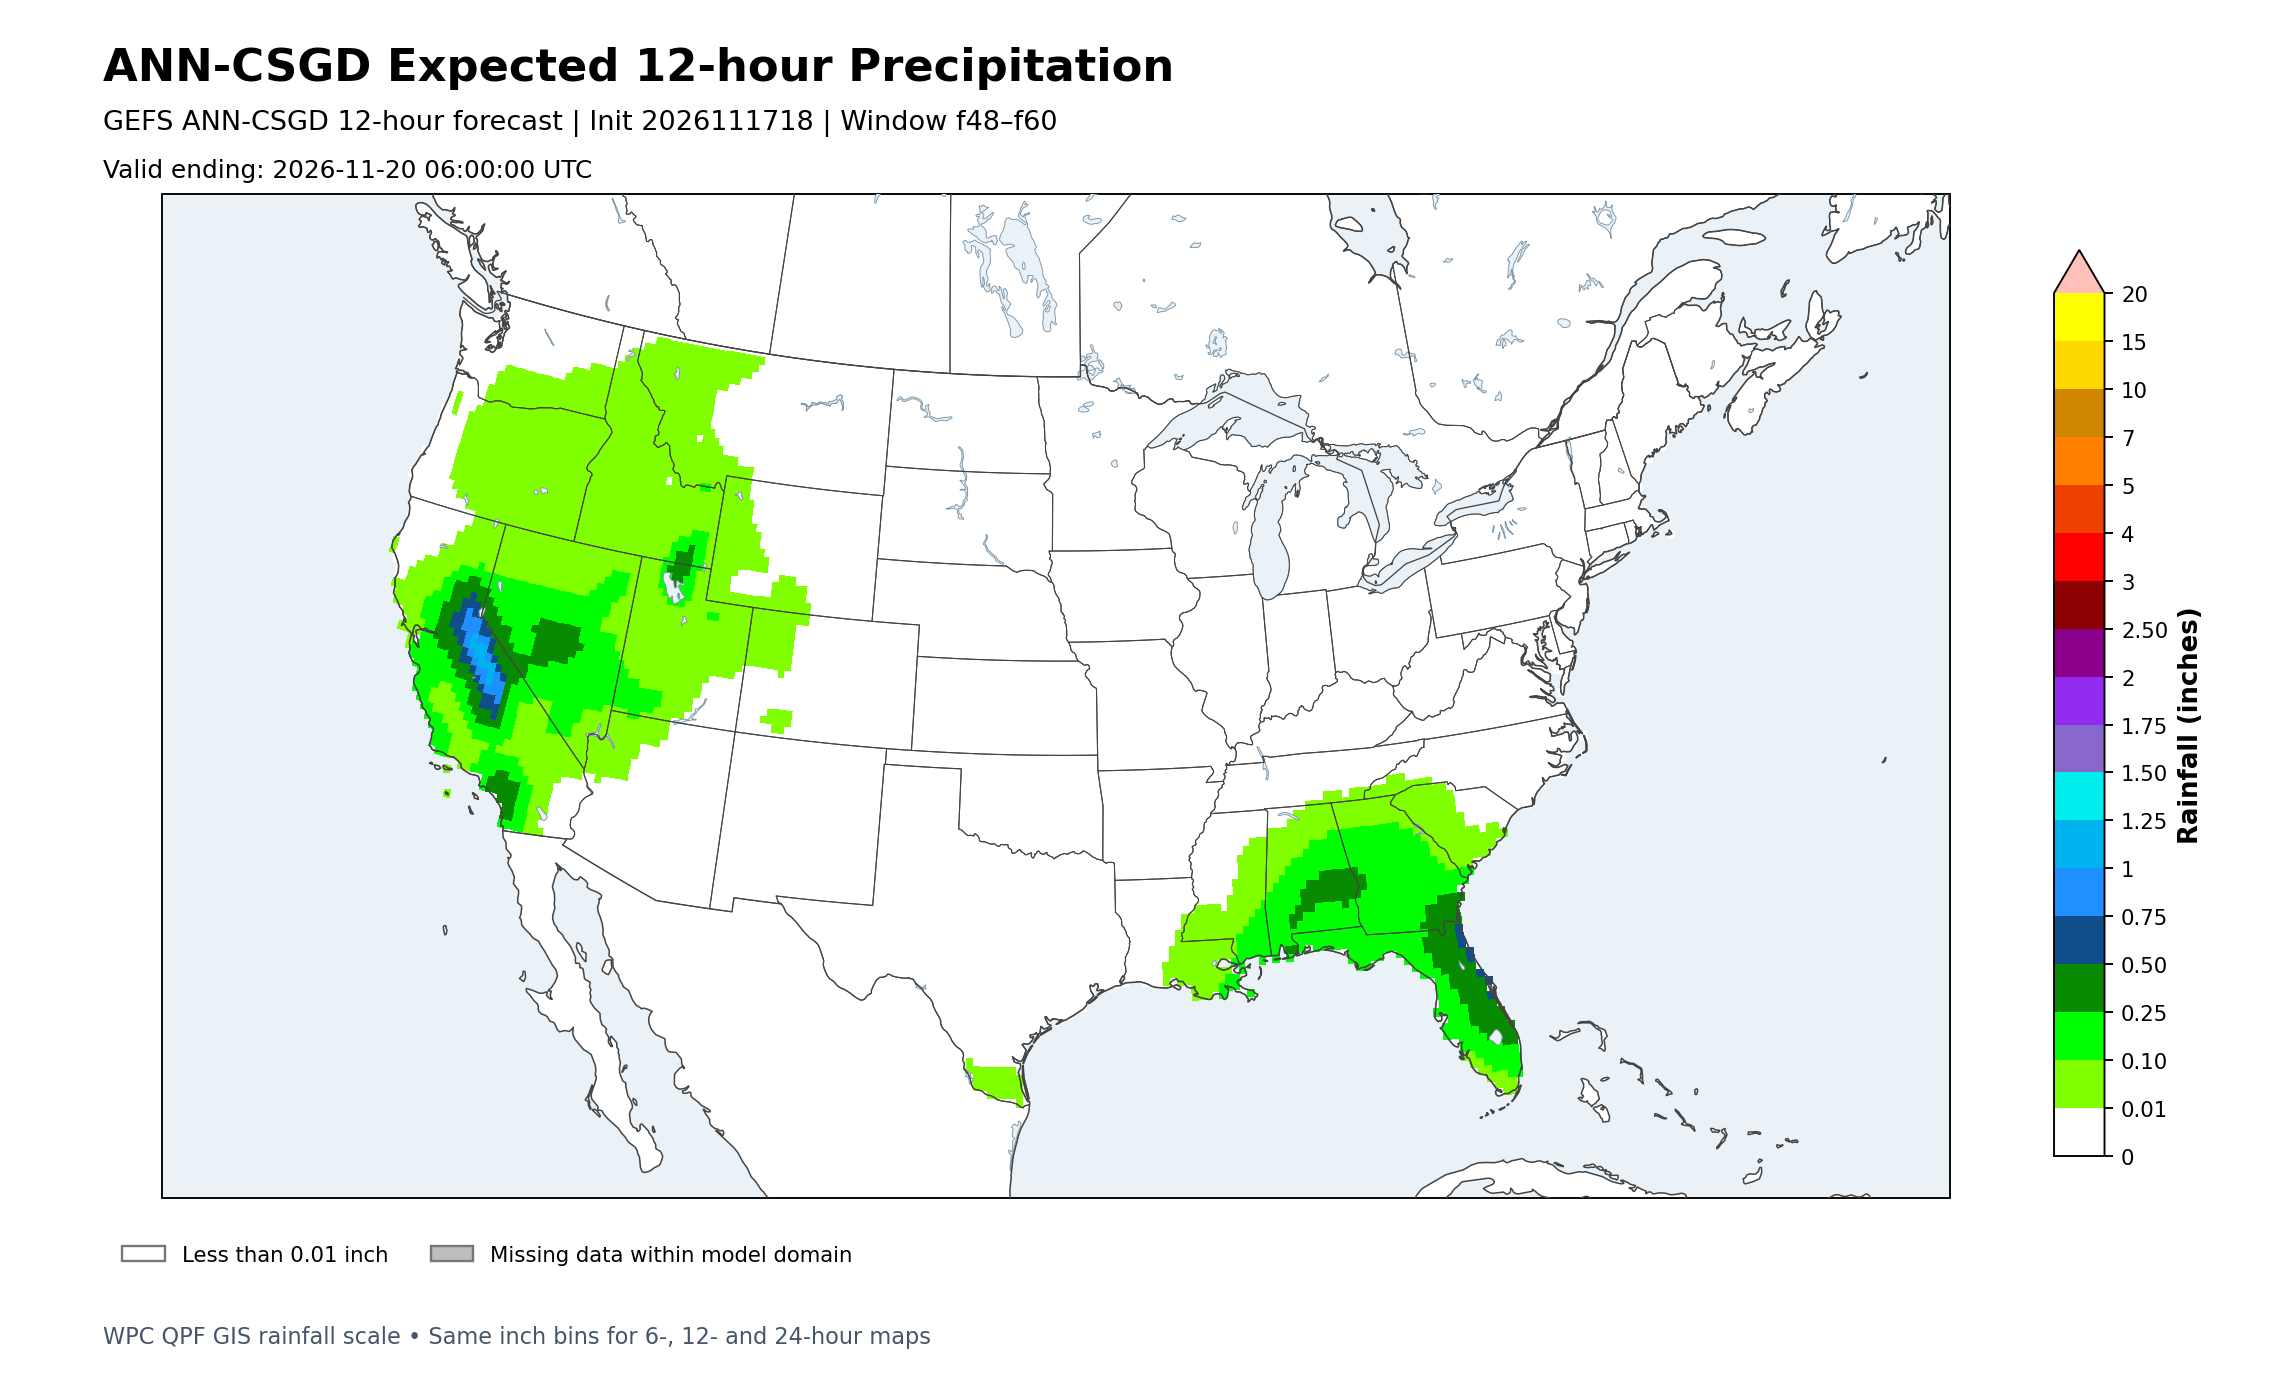 ANN-CSGD Expected 12-hour Precipitation
GEFS ANN-CSGD 12-hour forecast | Init 2026111718 | Window f48–f60
Valid ending: 2026-11-20 06:00:00 UTC
20
15
10
7
5
4
3
2.50
2
1.75
1.50
1.25
1
0.75
0.50
0.25
0.10
0.01
0
Rainfall (inches)
Less than 0.01 inch
Missing data within model domain
WPC QPF GIS rainfall scale • Same inch bins for 6-, 12- and 24-hour maps